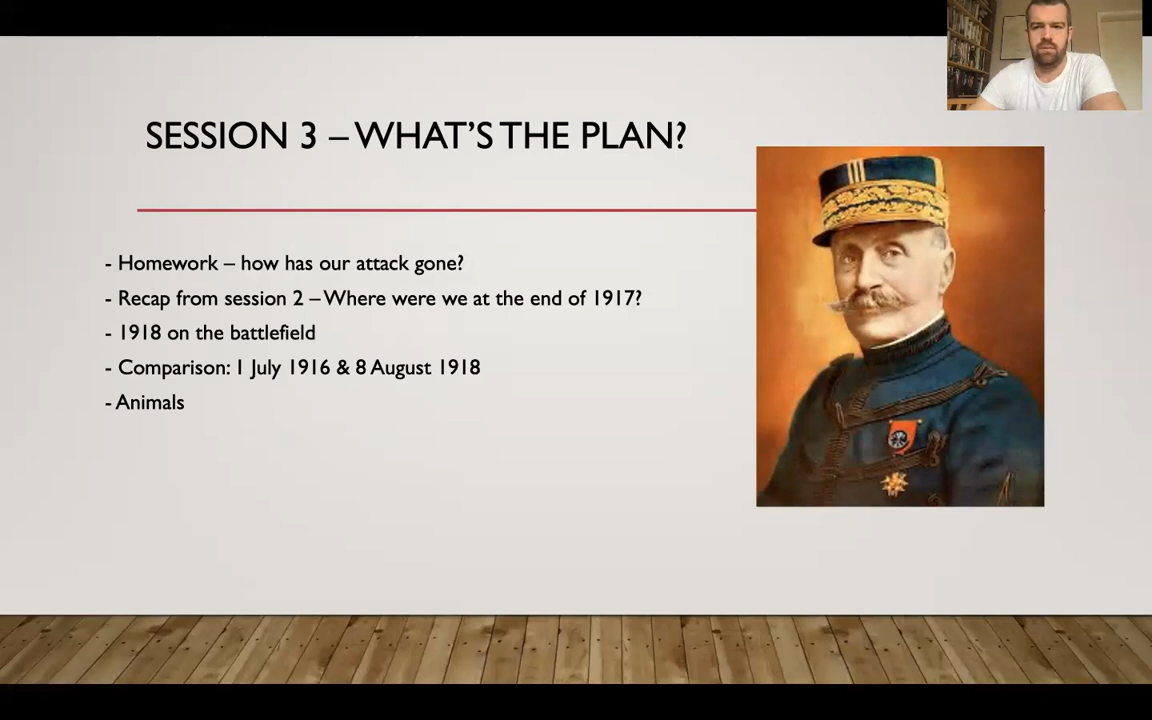 SESSION 3 – WHAT'S THE PLAN?
- Homework – how has our attack gone?
- Recap from session 2 – Where were we at the end of 1917?
- 1918 on the battlefield
- Comparison: 1 July 1916 & 8 August 1918
- Animals